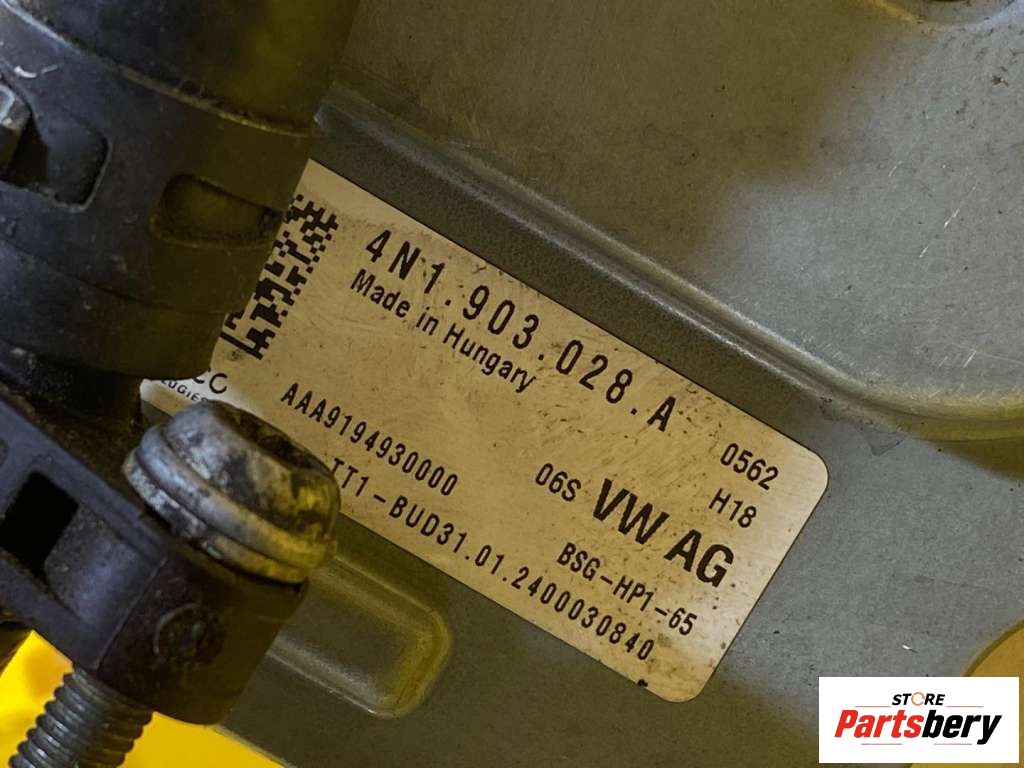 4N1.903.028.A
Made in Hungary
0562
H18
AAA9194930000
06S VW AG
BSG-HP1-65
TT1-BUD31.01.2400030840
STORE
Partsbery